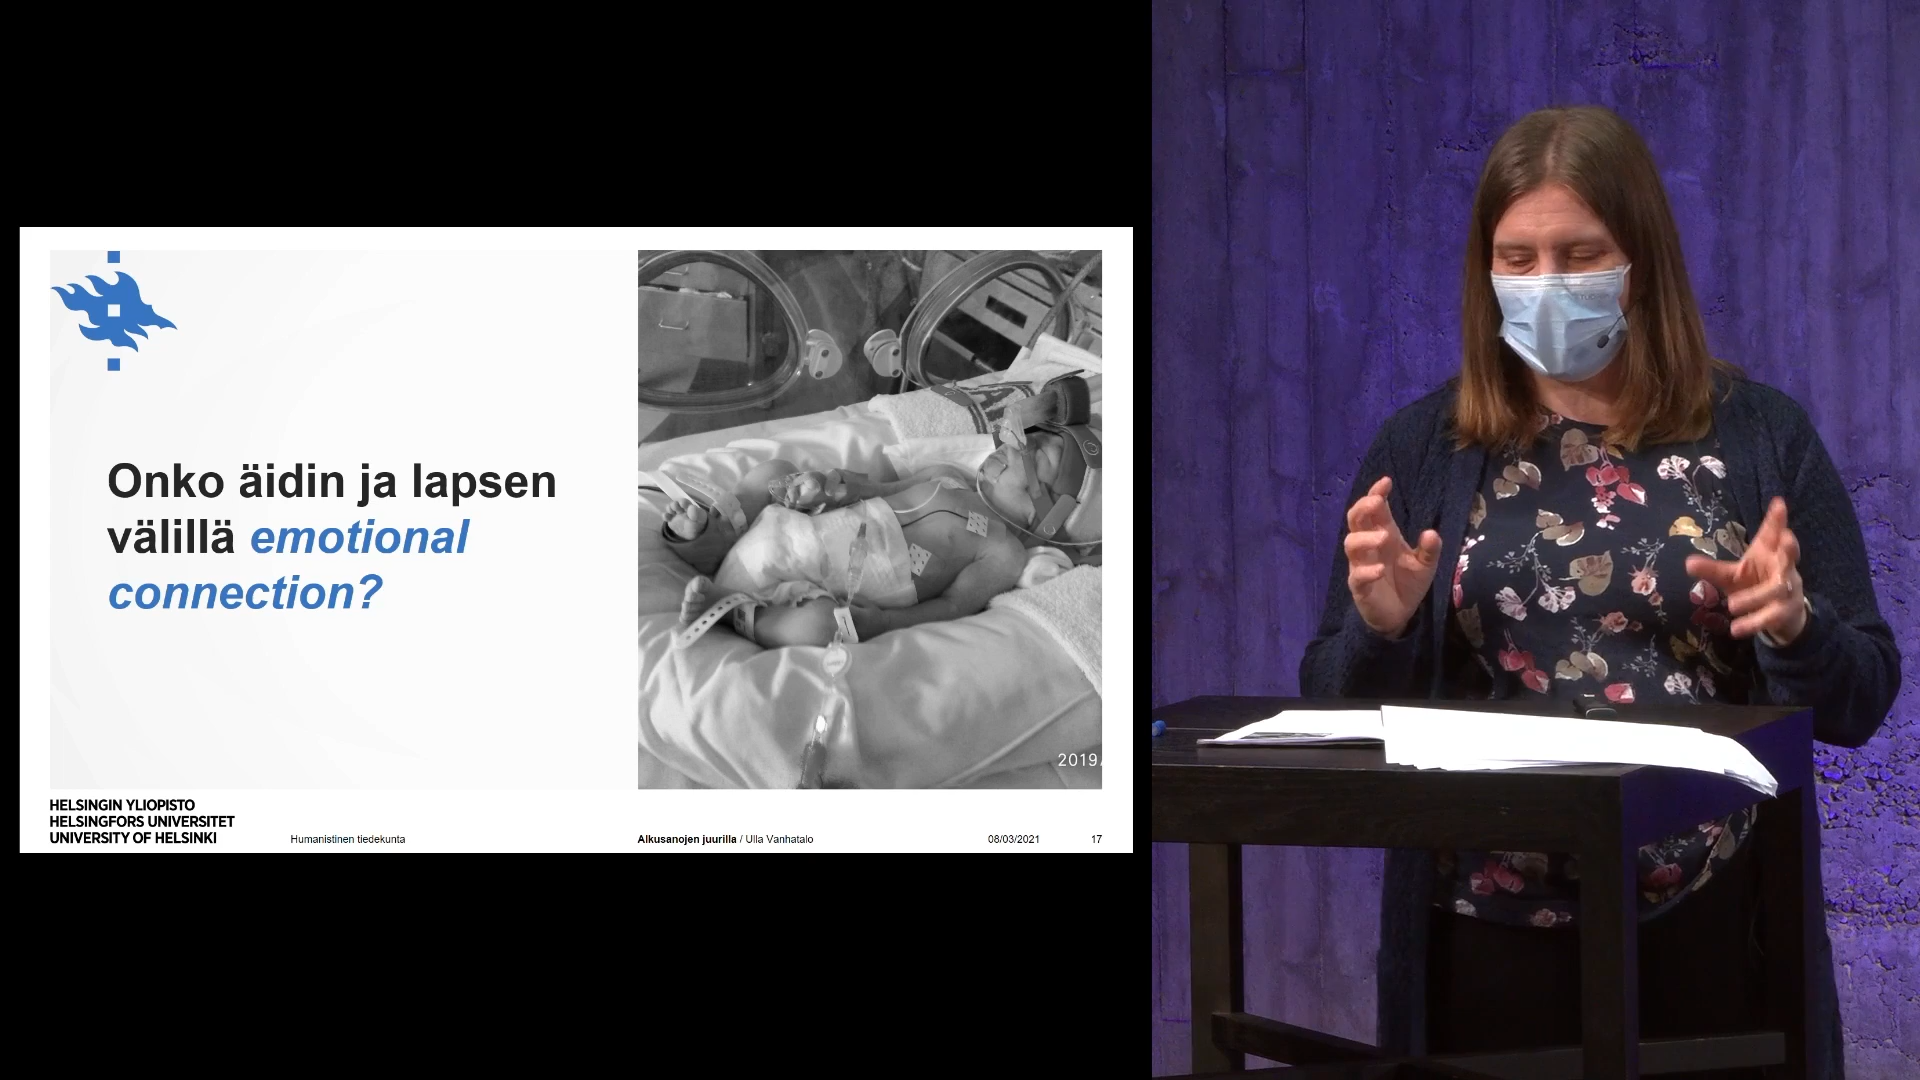 Onko äidin ja lapsen
välillä emotional
connection?
2019
HELSINGIN YLIOPISTO
HELSINGFORS UNIVERSITET
UNIVERSITY OF HELSINKI
Humanistinen tiedekunta
Alkusanojen juurilla / Ulla Vanhatalo
08/03/2021
17